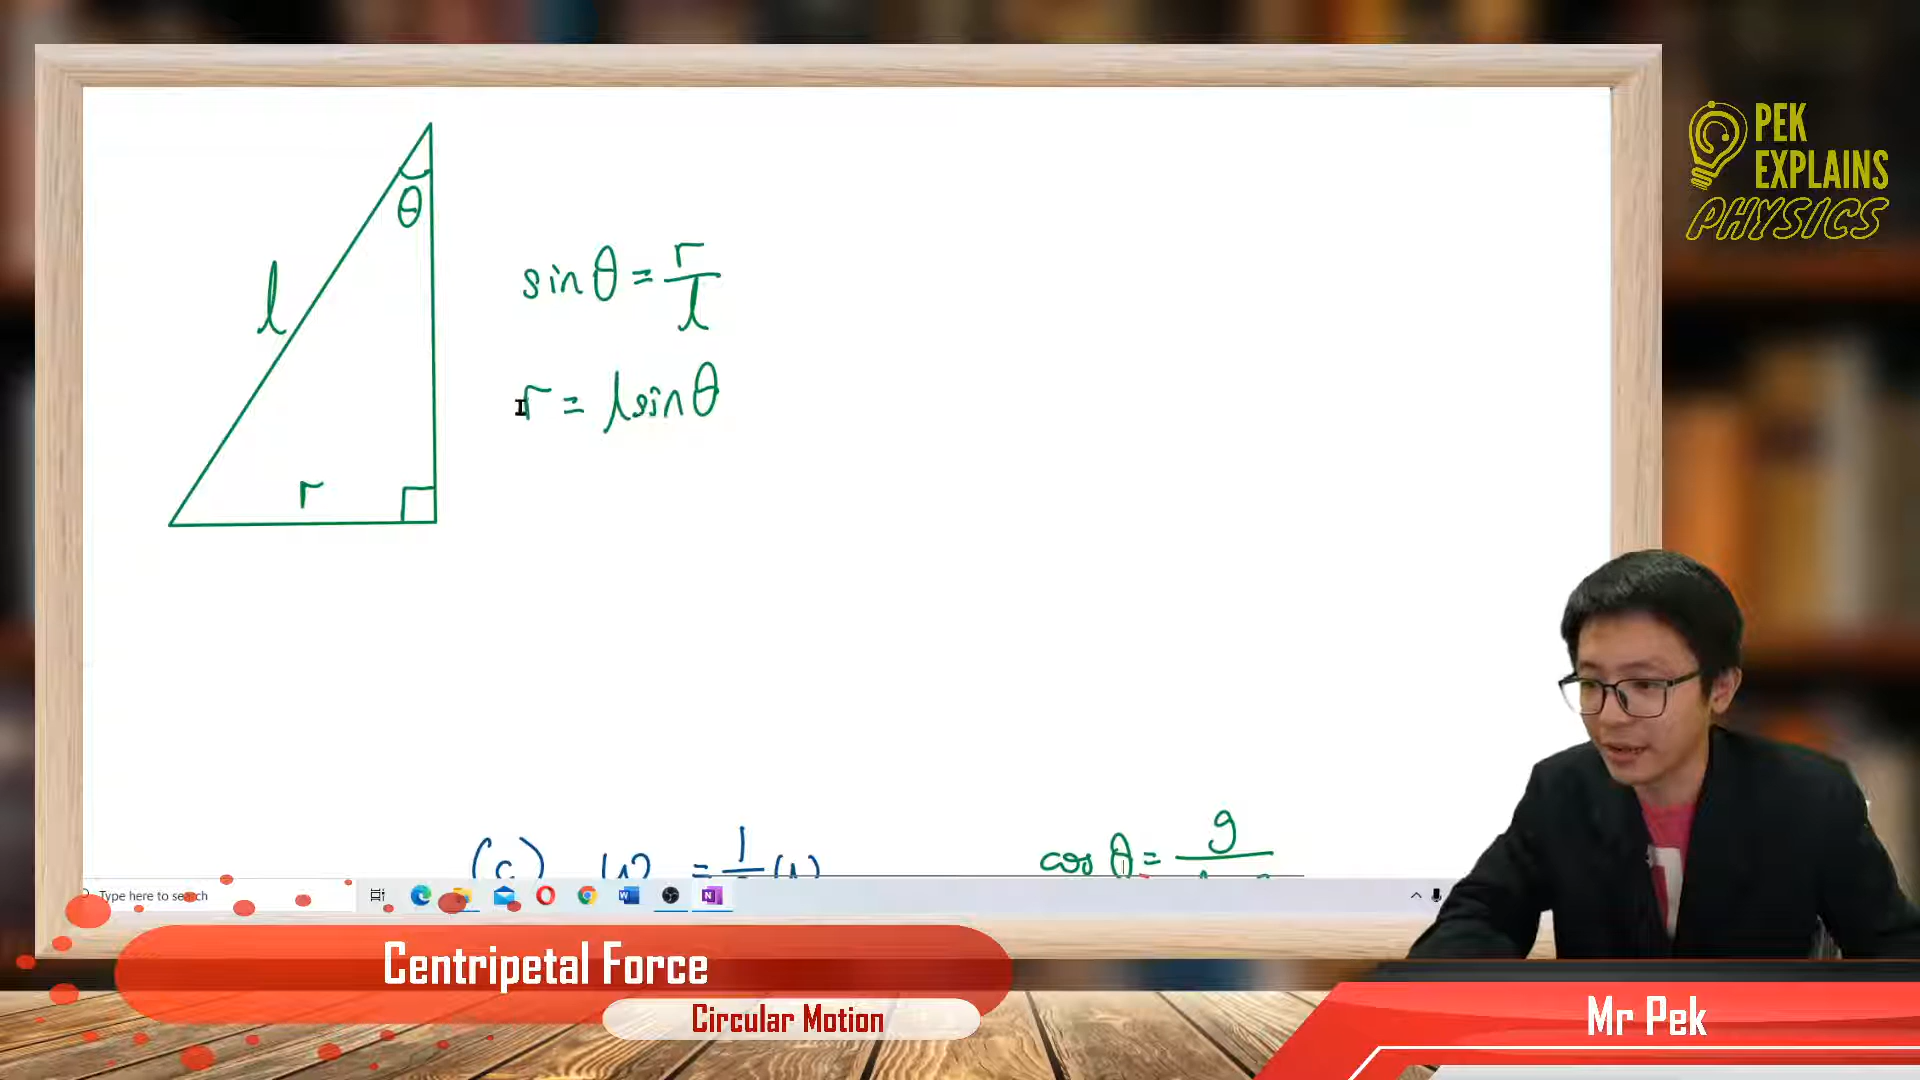 PEK
EXPLAINS
PHYSICS
θ
l
r
sin θ = r/l
r = l sin θ
(c)
cos θ = g
Type here to search
Centripetal Force
Circular Motion
Mr Pek